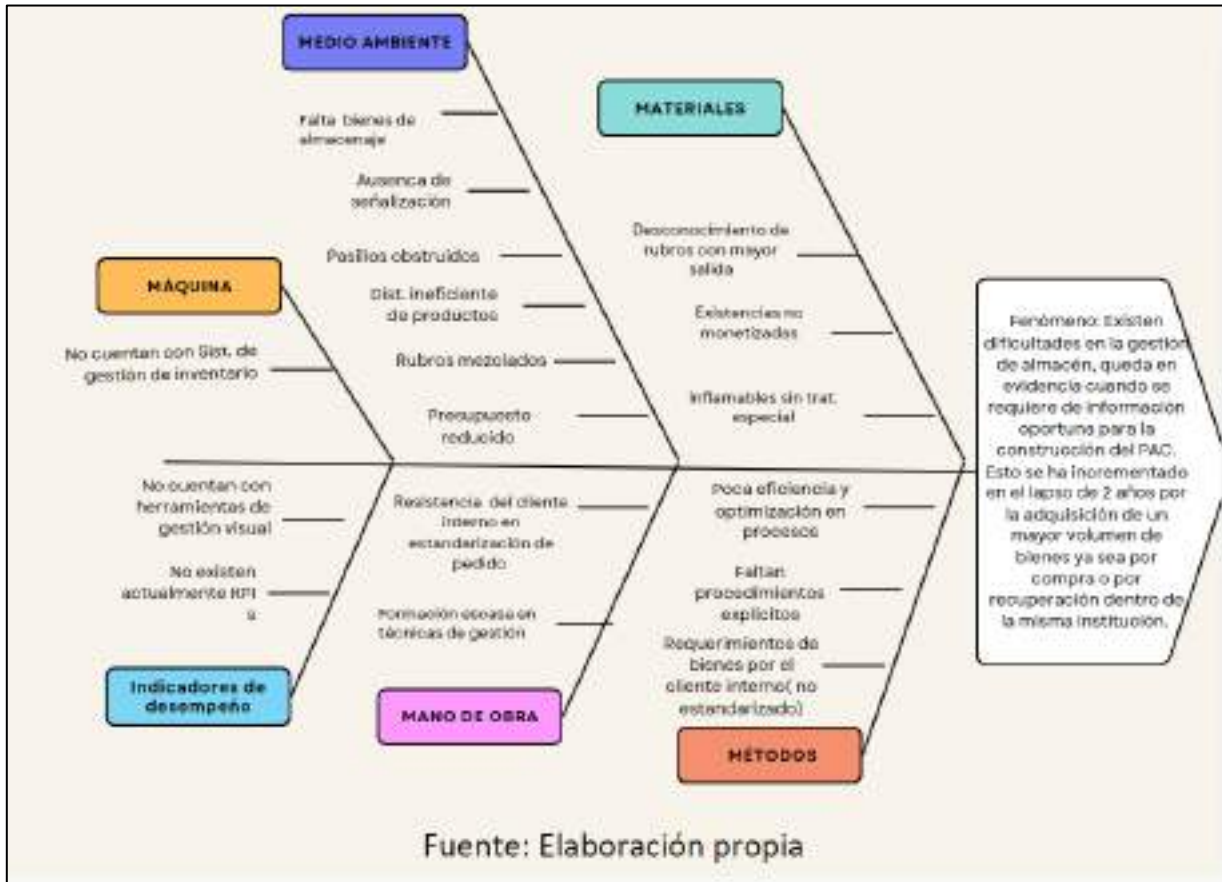 MEDIO AMBIENTE
Falta bienes de
almacenaje
Ausenca de
señalización
Pasillos obstruidos
Dist. ineficiente
de productos
Rubros mezclados
Presupuesto
reducido
MATERIALES
Desconocimiento de
rubros con mayor
salida
Existencias no
monetizadas
Inflamables sin trat.
especial
MÁQUINA
No cuentan con Sist. de
gestión de inventario
Fenómeno: Existen
dificultades en la gestión
de almacén, queda en
evidencia cuando se
requiere de información
oportuna para la
construcción del PAC.
Esto se ha incrementado
en el lapso de 2 años por
la adquisición de un
mayor volumen de
bienes ya sea por
compra o por
recuperación dentro de
la misma institución.
No cuentan con
herramientas de
gestión visual
No existen
actualmente KPI
s
Indicadores de
desempeño
Resistencia del cliente
interno en
estandarización de
pedido
Formación escasa en
técnicas de gestión
MANO DE OBRA
Poca eficiencia y
optimización en
procesos
Faltan
procedimientos
explícitos
Requerimientos de
bienes por el
cliente interno( no
estandarizado)
MÉTODOS
Fuente: Elaboración propia